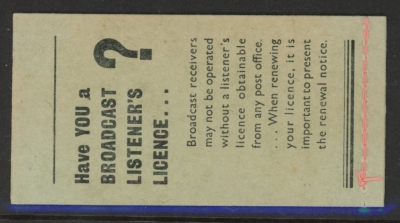 Have YOU a
BROADCAST
LISTENER'S
LICENCE...
?
Broadcast receivers
may not be operated
without a listener's
licence obtainable
from any post office.
... When renewing
your licence, it is
important to present
the renewal notice.